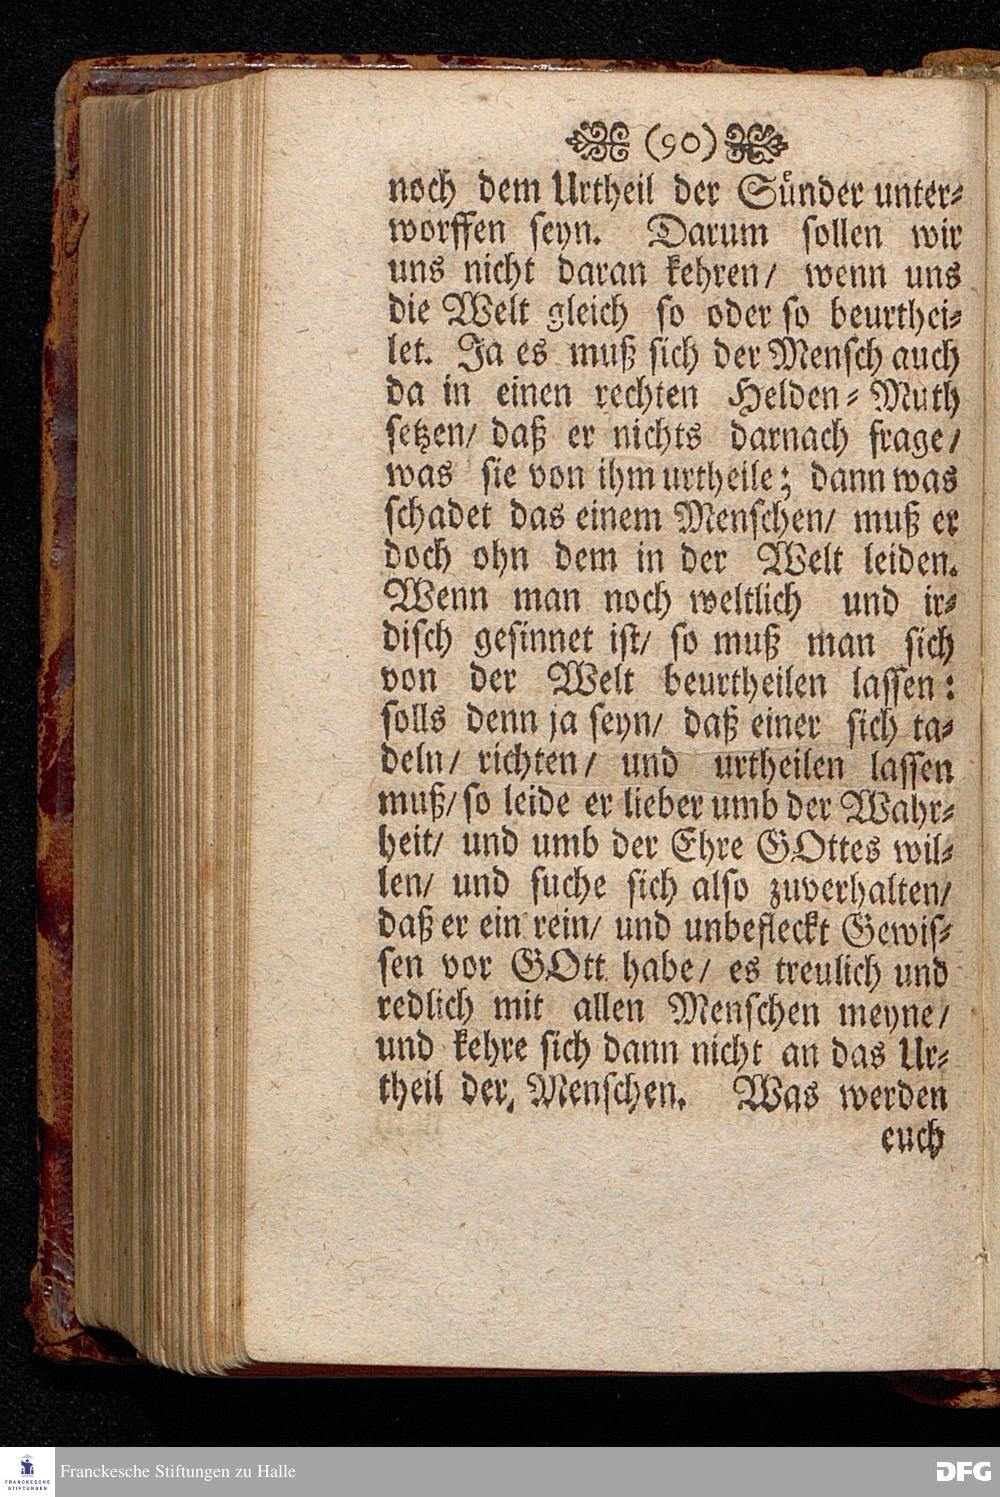 (90)
noch dem Urtheil der Sünder unter⸗
worffen seyn. Darum sollen wir
uns nicht daran kehren/ wenn uns
die Welt gleich so oder so beurthei⸗
let. Ja es muß sich der Mensch auch
da in einen rechten Helden⸗Muth
setzen/ daß er nichts darnach frage/
was sie von ihm urtheile; dann was
schadet das einem Menschen/ muß er
doch ohn dem in der Welt leiden.
Wenn man noch weltlich und ir⸗
disch gesinnet ist/ so muß man sich
von der Welt beurtheilen lassen:
solls denn ja seyn/ daß einer sich ta⸗
deln/ richten/ und urtheilen lassen
muß/ so leide er lieber umb der Wahr⸗
heit/ und umb der Ehre GOttes wil⸗
len/ und suche sich also zuverhalten/
daß er ein rein/ und unbefleckt Gewis⸗
sen vor GOtt habe/ es treulich und
redlich mit allen Menschen meyne/
und kehre sich dann nicht an das Ur⸗
theil der Menschen. Was werden
euch
FRANCKESCHE STIFTUNGEN
Franckesche Stiftungen zu Halle
DFG